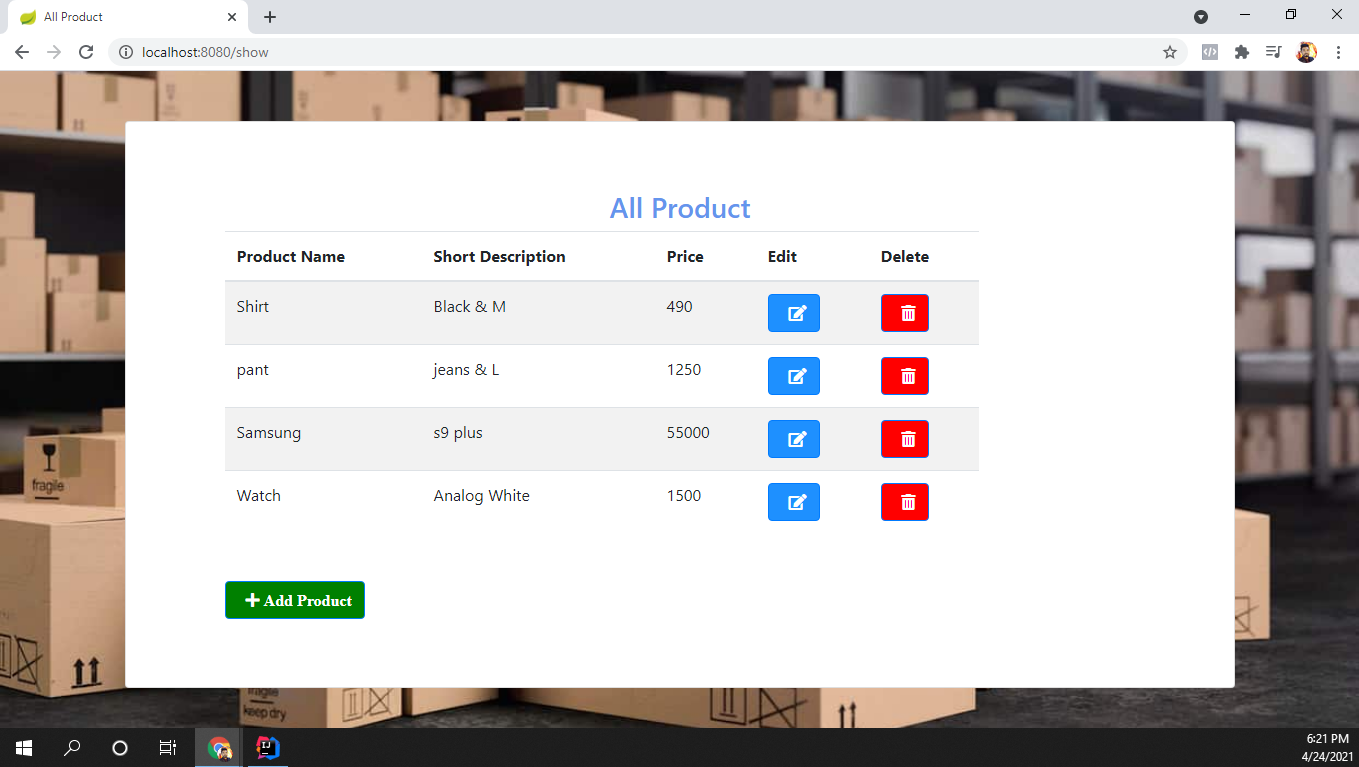 All Product
localhost:8080/show
All Product
Product Name Short Description Price Edit Delete
Shirt Black & M 490
pant jeans & L 1250
Samsung s9 plus 55000
Watch Analog White 1500
Add Product
fragile
fragile
keep dry
6:21 PM
4/24/2021